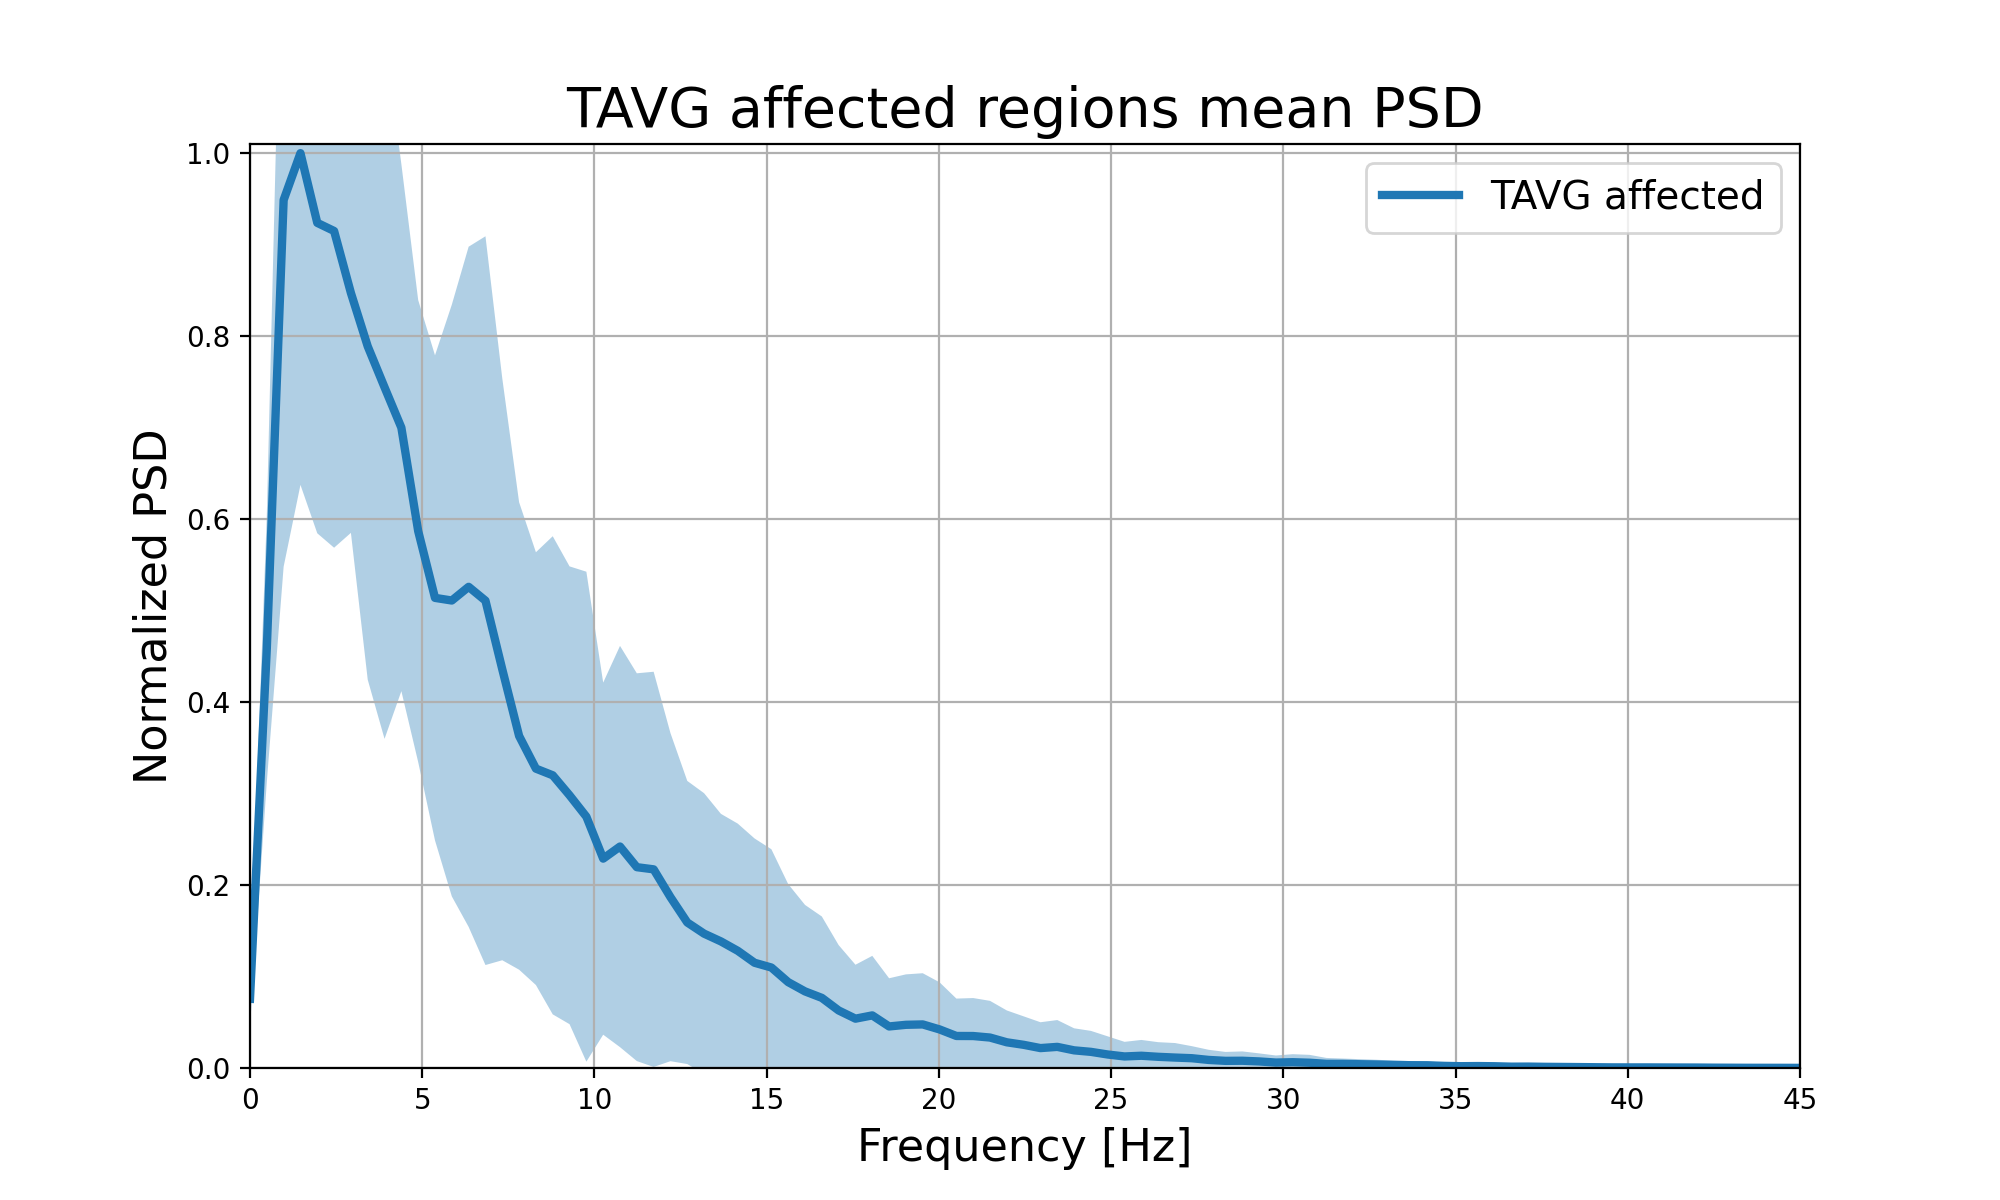 TAVG affected regions mean PSD
1.0
0.8
0.6
0.4
0.2
0.0
Normalized PSD
TAVG affected
0 5 10 15 20 25 30 35 40 45
Frequency [Hz]